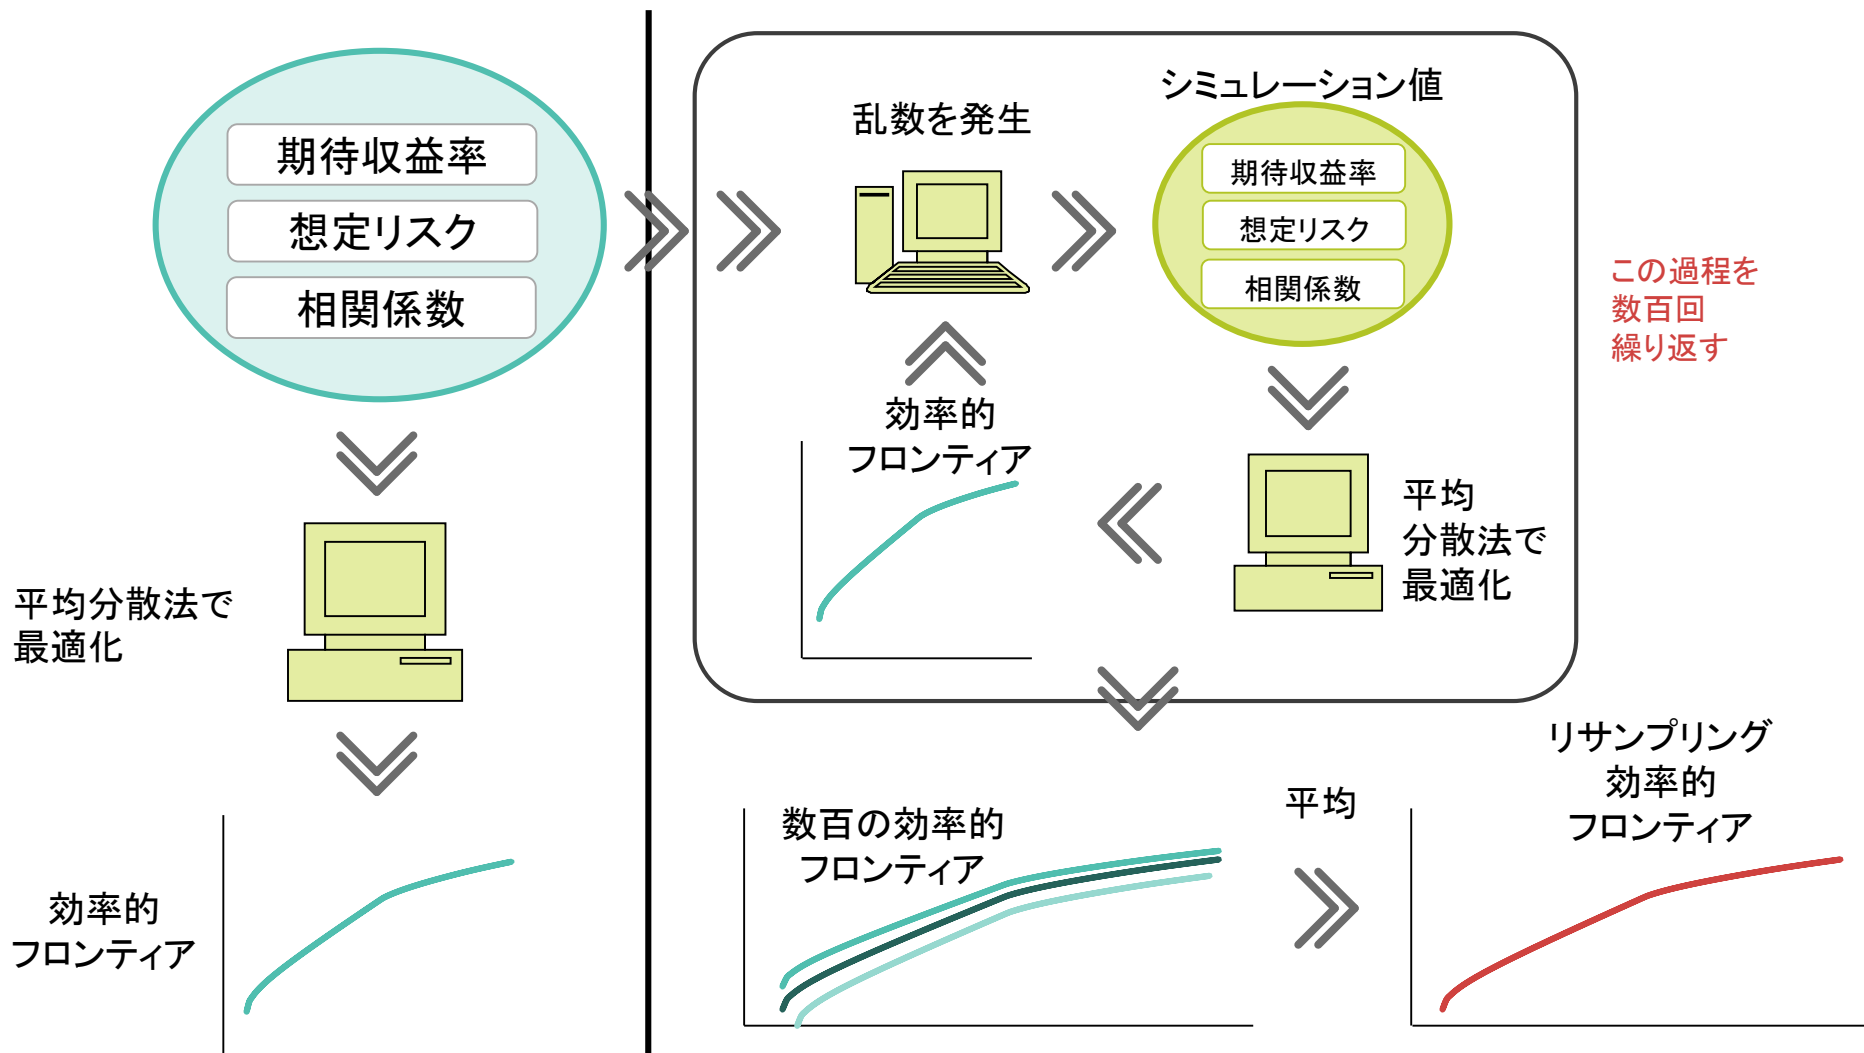 期待収益率
想定リスク
相関係数
平均分散法で
最適化
効率的
フロンティア
乱数を発生
シミュレーション値
期待収益率
想定リスク
相関係数
平均
分散法で
最適化
効率的
フロンティア
この過程を
数百回
繰り返す
数百の効率的
フロンティア
平均
リサンプリング
効率的
フロンティア